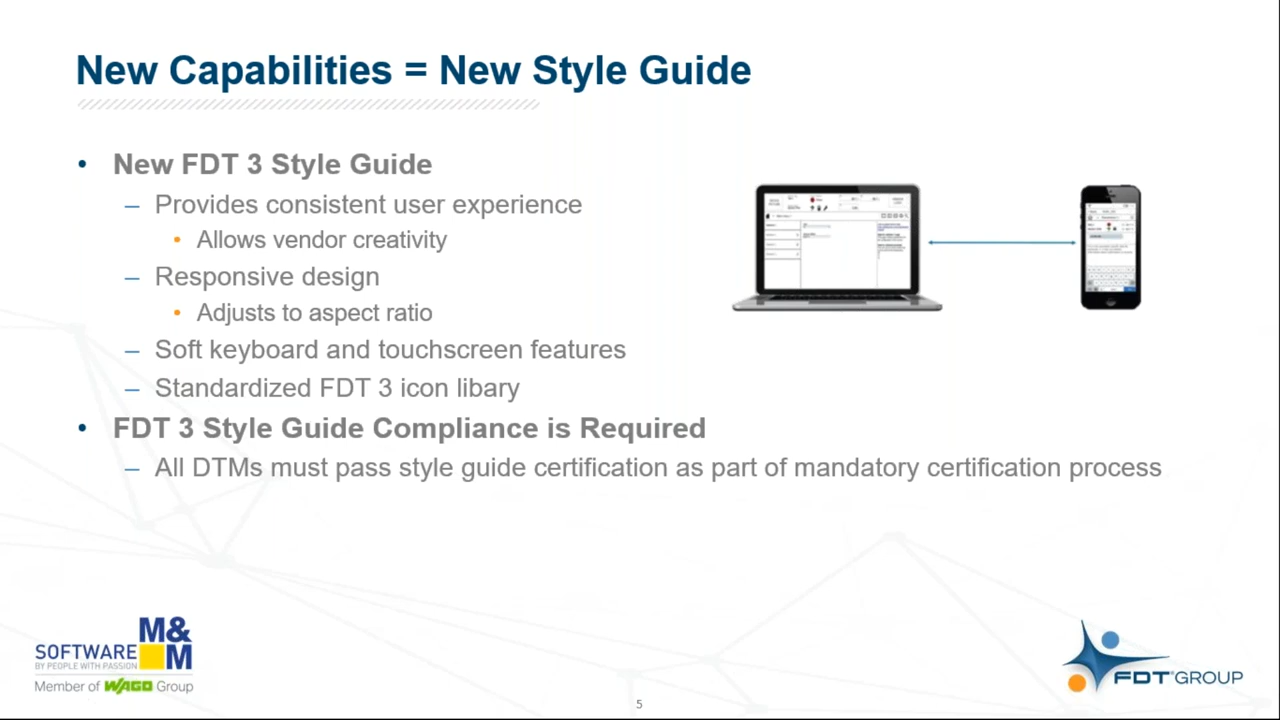 New Capabilities = New Style Guide
• New FDT 3 Style Guide
– Provides consistent user experience
• Allows vendor creativity
– Responsive design
• Adjusts to aspect ratio
– Soft keyboard and touchscreen features
– Standardized FDT 3 icon libary
• FDT 3 Style Guide Compliance is Required
– All DTMs must pass style guide certification as part of mandatory certification process
M&M
SOFTWARE
BY PEOPLE WITH PASSION
Member of WAGO Group
5
FDT® GROUP